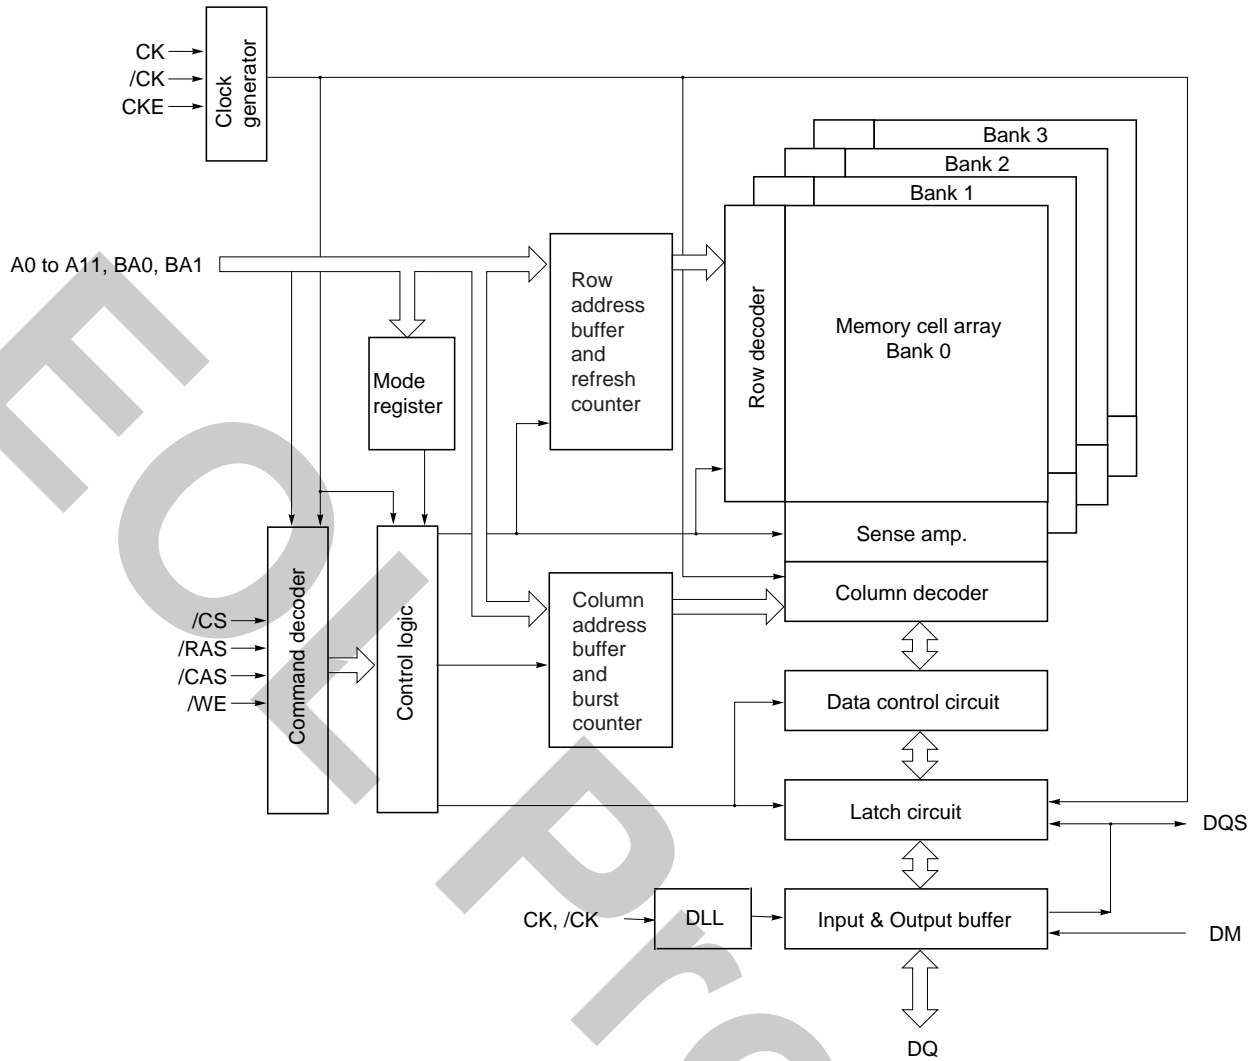 CK
/CK
CKE
Clock
generator
Bank 3
Bank 2
Bank 1
A0 to A11, BA0, BA1
Mode
register
Row
address
buffer
and
refresh
counter
Row decoder
Memory cell array
Bank 0
Sense amp.
Column decoder
/CS
/RAS
/CAS
/WE
Command decoder
Control logic
Column
address
buffer
and
burst
counter
Data control circuit
Latch circuit
DQS
CK, /CK
DLL
Input & Output buffer
DM
DQ
EOL Pro